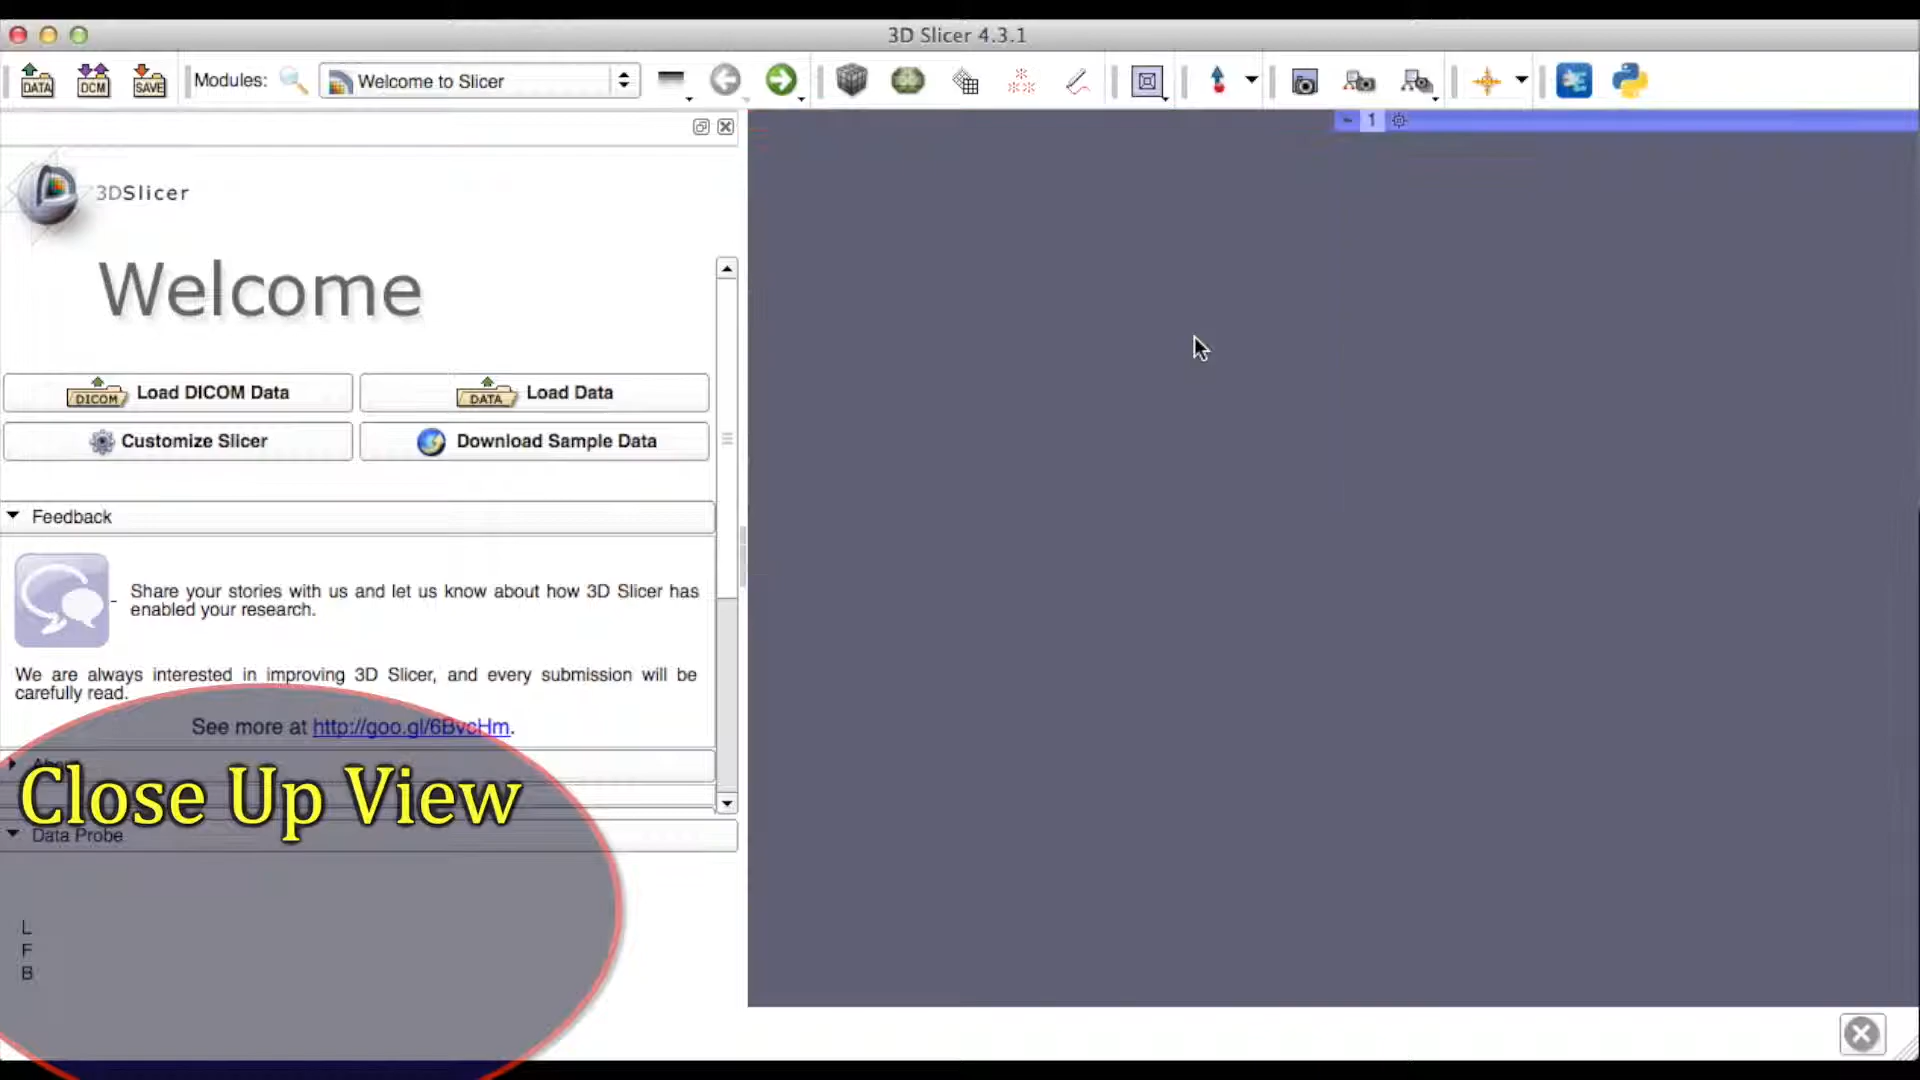 3D Slicer 4.3.1
DATA DCM SAVE Modules: Welcome to Slicer
1
3DSlicer
Welcome
DICOM Load DICOM Data DATA Load Data
Customize Slicer Download Sample Data
Feedback
Share your stories with us and let us know about how 3D Slicer has
enabled your research.
We are always interested in improving 3D Slicer, and every submission will be
carefully read.
See more at http://goo.gl/6BvcHm.
Close Up View
Data Probe
L
F
B